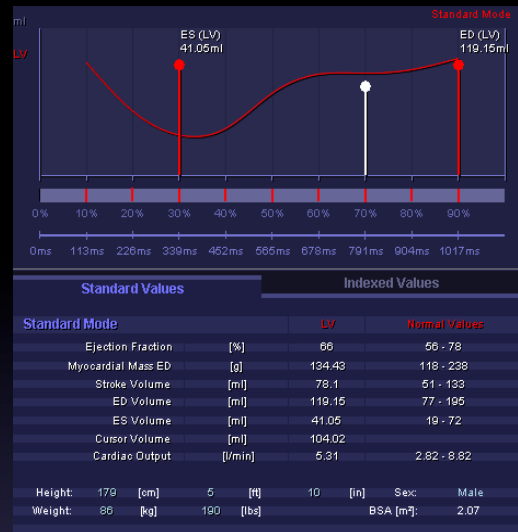 Standard Mode
ml
LV
ES (LV)
41.05ml
ED (LV)
119.15ml
0% 10% 20% 30% 40% 50% 60% 70% 80% 90%
0ms 113ms 226ms 339ms 452ms 565ms 678ms 791ms 904ms 1017ms
Standard Values Indexed Values
Standard Mode LV Normal Values
Ejection Fraction [%] 66 56 - 78
Myocardial Mass ED [g] 134.43 118 - 238
Stroke Volume [ml] 78.1 51 - 133
ED Volume [ml] 119.15 77 - 195
ES Volume [ml] 41.05 19 - 72
Cursor Volume [ml] 104.02
Cardiac Output [l/min] 5.31 2.82 - 8.82
Height: 179 [cm] 5 [ft] 10 [in] Sex: Male
Weight: 86 [kg] 190 [lbs] BSA [m²]: 2.07